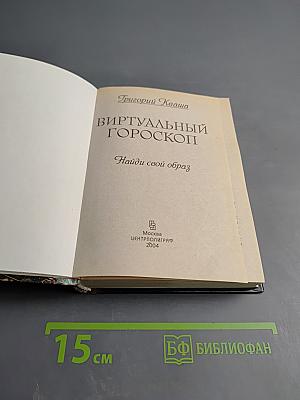 Григорий Кваша
ВИРТУАЛЬНЫЙ
ГОРОСКОП
Найди свой образ
Москва
ЦЕНТРПОЛИГРАФ
2004
15 см
БФ БИБЛИОФАН